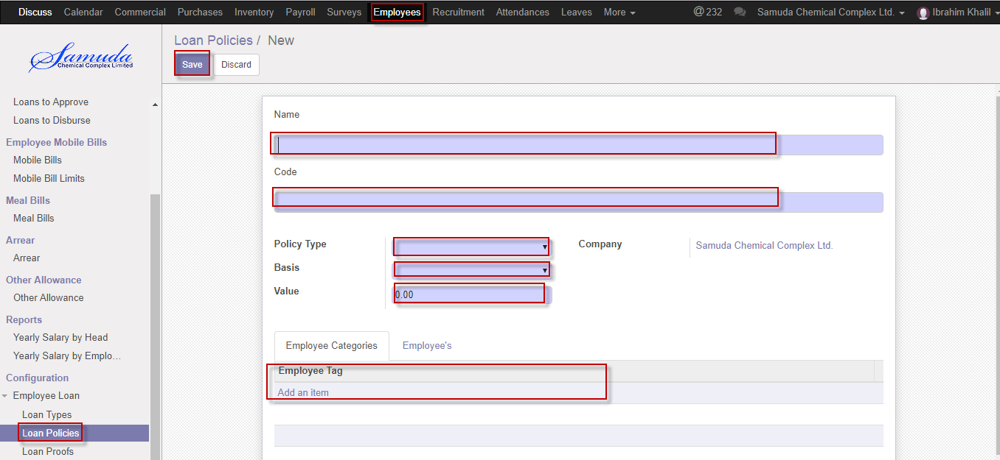 Discuss Calendar Commercial Purchases Inventory Payroll Surveys Employees Recruitment Attendances Leaves More @ 232 Samuda Chemical Complex Ltd. Ibrahim Khalil
Samuda
Chemical Complex Limited
Loans to Approve
Loans to Disburse
Employee Mobile Bills
Mobile Bills
Mobile Bill Limits
Meal Bills
Meal Bills
Arrear
Arrear
Other Allowance
Other Allowance
Reports
Yearly Salary by Head
Yearly Salary by Emplo...
Configuration
Employee Loan
Loan Types
Loan Policies
Loan Proofs
Loan Policies / New
Save Discard
Name
Code
Policy Type
Basis
Value 0.00
Company Samuda Chemical Complex Ltd.
Employee Categories Employee's
Employee Tag
Add an item